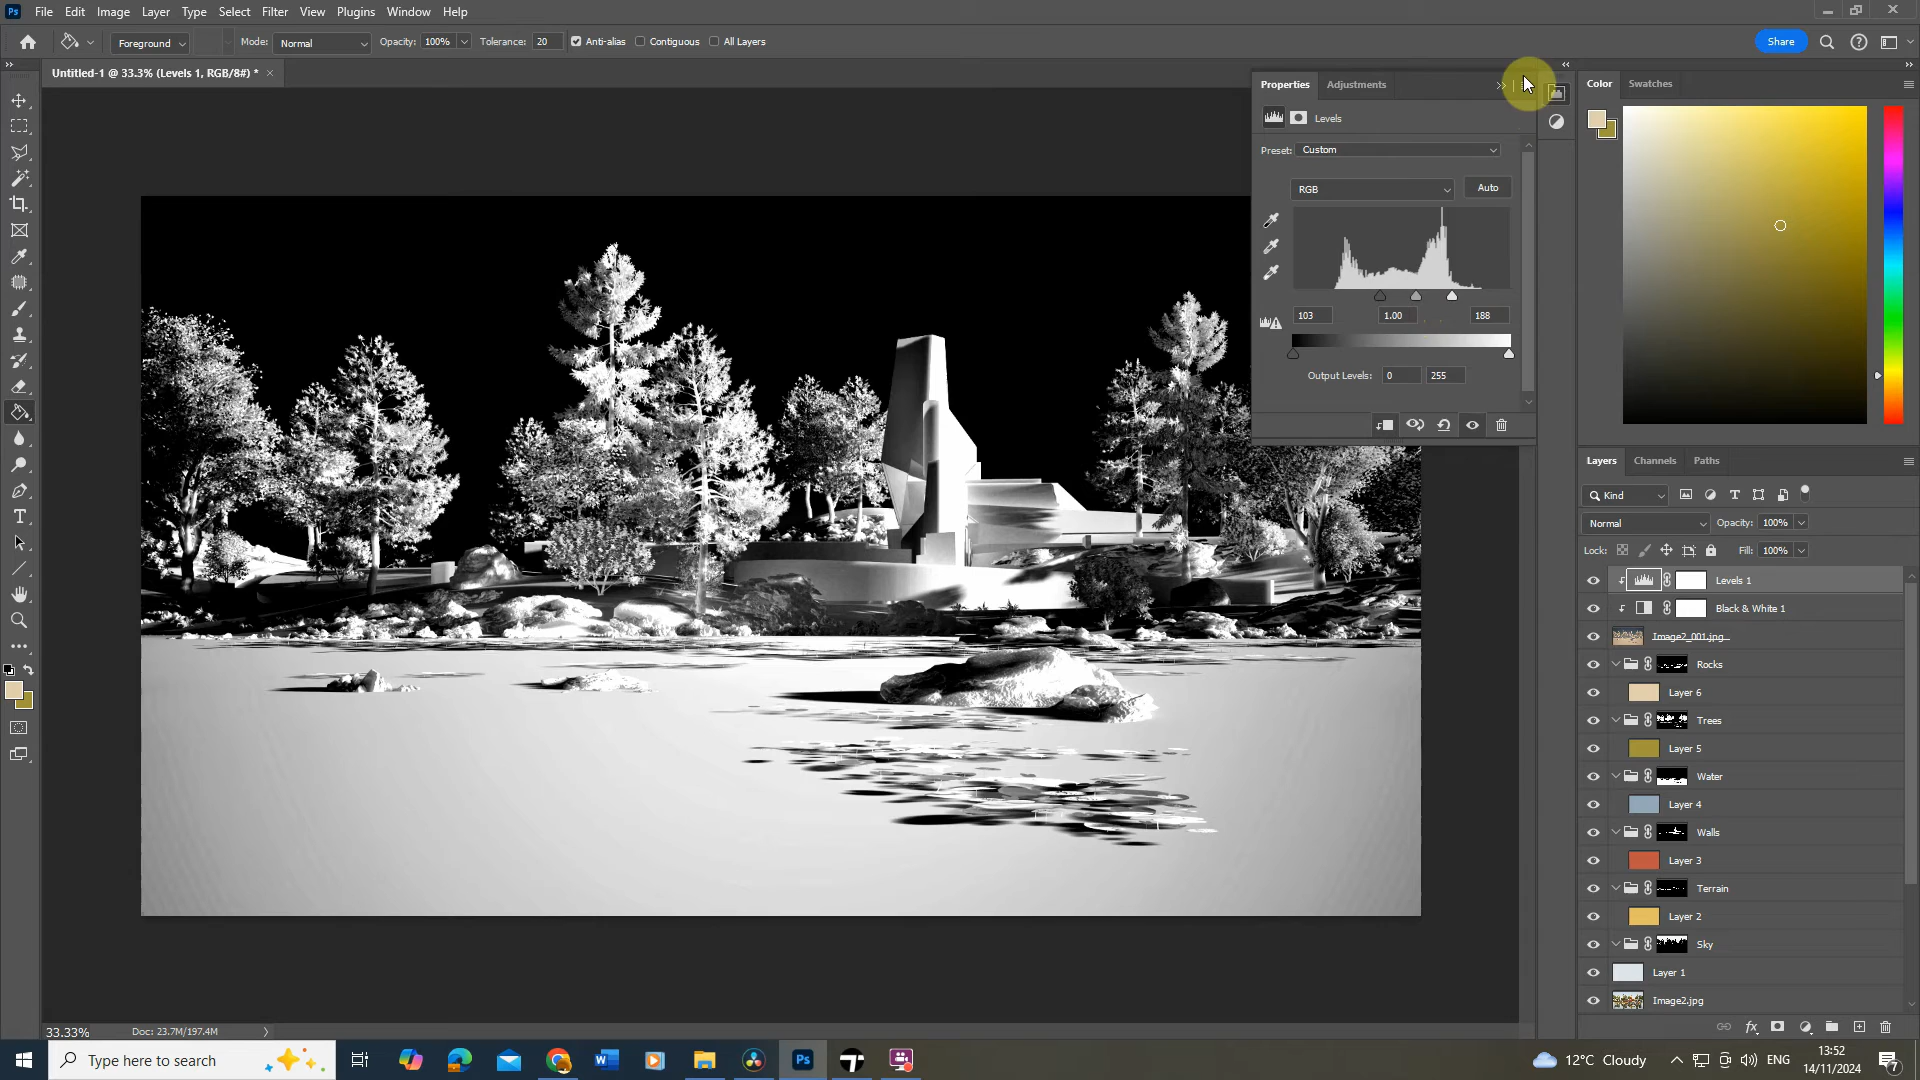 Ps File Edit Image Layer Type Select Filter View Plugins Window Help
Foreground Mode: Normal Opacity: 100% Tolerance: 20 Anti-alias Contiguous All Layers Share
Untitled-1 @ 33.3% (Levels 1, RGB/8#) *
Properties Adjustments
Levels
Preset: Custom
RGB Auto
103 1.00 188
Output Levels: 0 255
Color Swatches
Layers Channels Paths
Kind
Normal Opacity: 100%
Lock: Fill: 100%
Levels 1
Black & White 1
Image2_001.jpg...
Rocks
Layer 6
Trees
Layer 5
Water
Layer 4
Walls
Layer 3
Terrain
Layer 2
Sky
Layer 1
Image2.jpg
33.33% Doc: 23.7M/197.4M
Type here to search
Ps
12°C Cloudy
ENG
13:52
14/11/2024
7